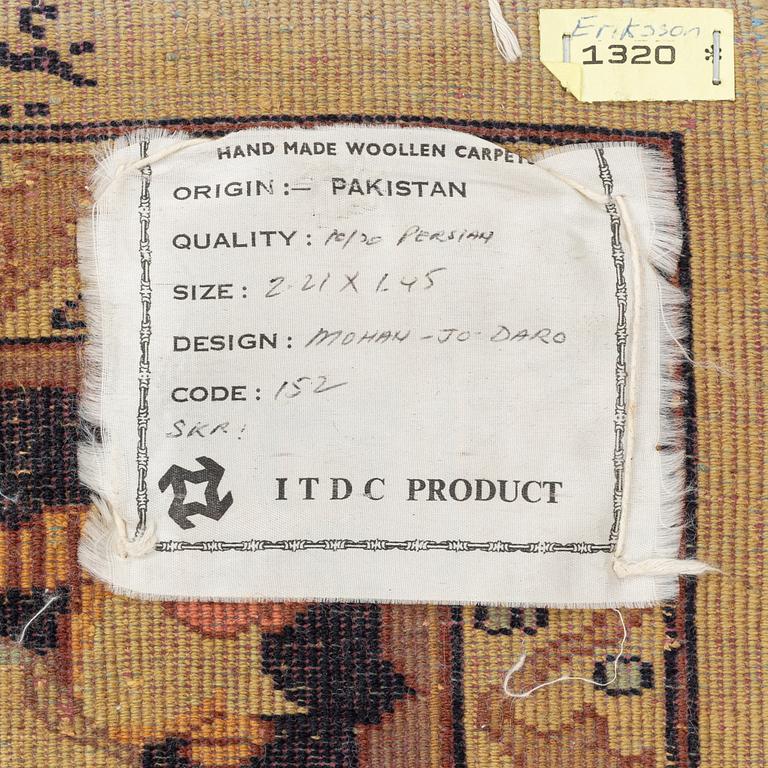 Eriksson
1320 *
HAND MADE WOOLLEN CARPETS
ORIGIN :— PAKISTAN
QUALITY : PERSIAN
SIZE : 2.21 X 1.45
DESIGN : MOHAN - JO - DARO
CODE : 152
SKR :
ITDC PRODUCT